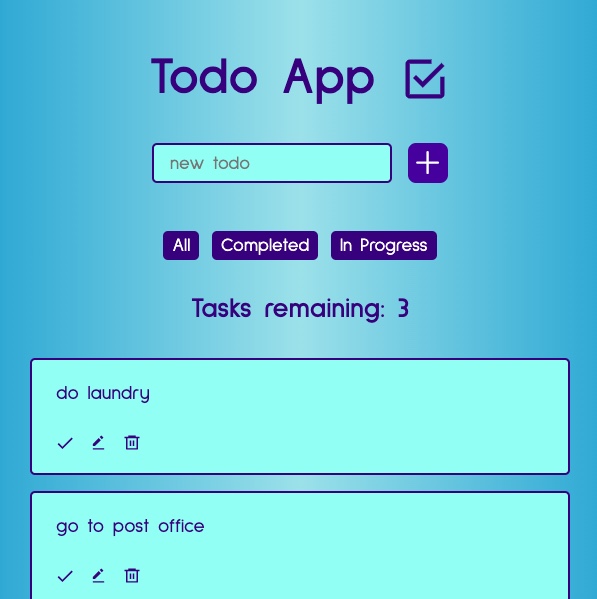 Todo App
new todo
All Completed In Progress
Tasks remaining: 3
do laundry
go to post office